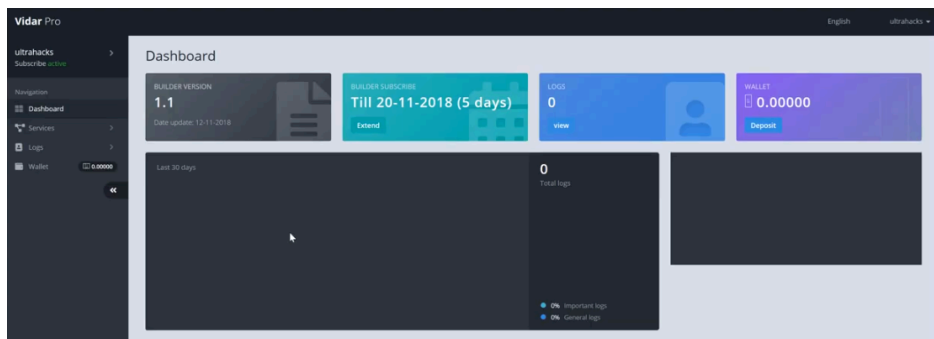 Vidar Pro
English
ultrahacks
ultrahacks
Subscribe active
Navigation
Dashboard
Services
Logs
Wallet
0.00000
Dashboard
BUILDER VERSION
1.1
Date update: 12-11-2018
BUILDER SUBSCRIBE
Till 20-11-2018 (5 days)
Extend
LOGS
0
view
WALLET
0.00000
Deposit
Last 30 days
0
Total logs
0% Important logs
0% General logs